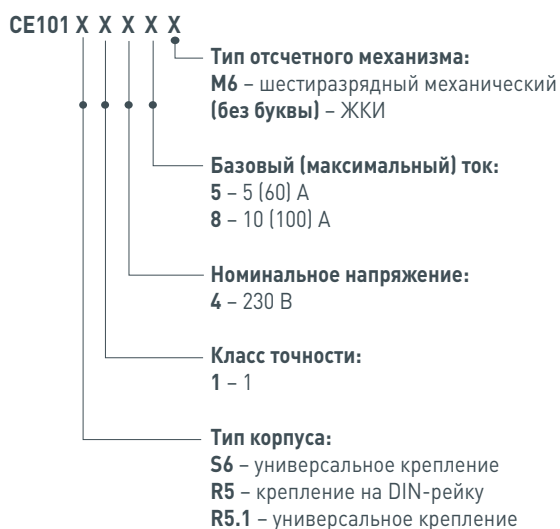 CE101 X X X X X
Тип отсчетного механизма:
M6 – шестиразрядный механический
(без буквы) – ЖКИ
Базовый (максимальный) ток:
5 – 5 (60) А
8 – 10 (100) А
Номинальное напряжение:
4 – 230 В
Класс точности:
1 – 1
Тип корпуса:
S6 – универсальное крепление
R5 – крепление на DIN-рейку
R5.1 – универсальное крепление